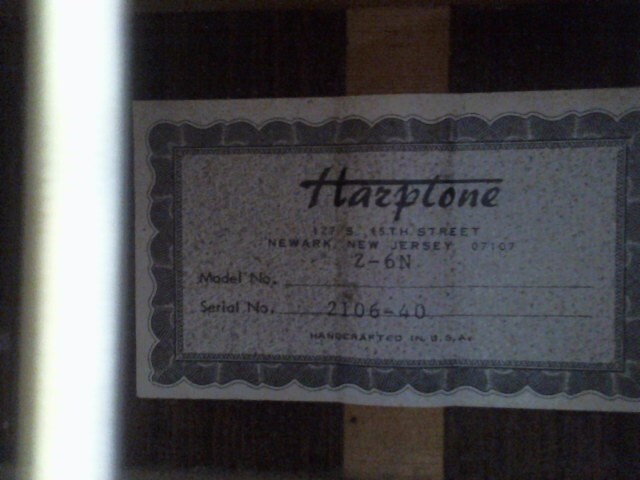 Harptone
127 S. 15TH STREET
NEWARK, NEW JERSEY 07107
Z-6N
Model No.
Serial No. 2106-40
HANDCRAFTED IN U.S.A.